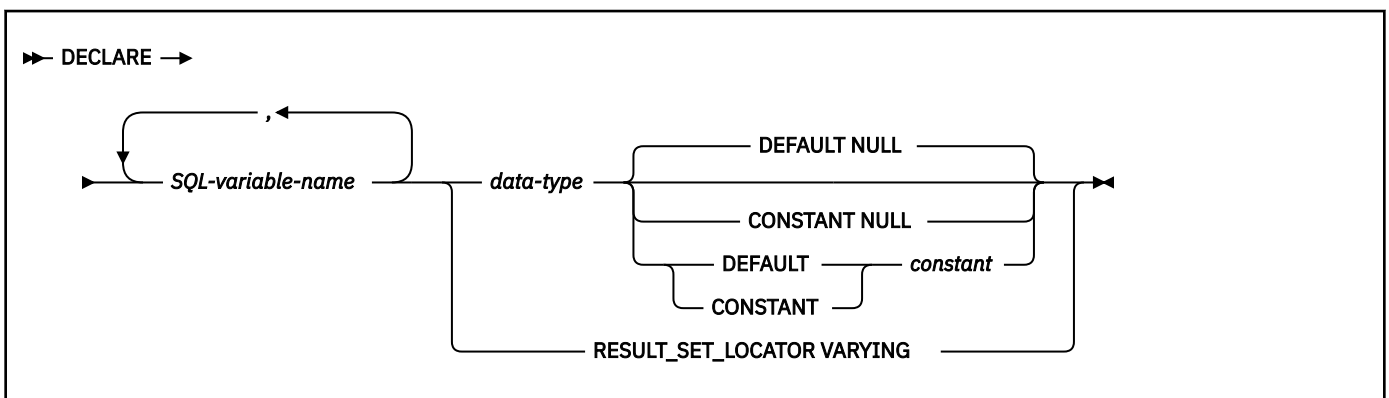 DECLARE
,
SQL-variable-name
data-type
DEFAULT NULL
CONSTANT NULL
DEFAULT
constant
CONSTANT
RESULT_SET_LOCATOR VARYING